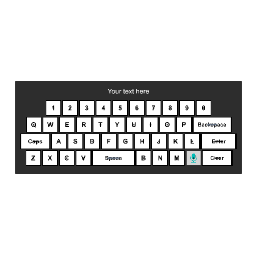 Your text here
1 2 3 4 5 6 7 8 9 0
Q W E R T Y U I O P Backspace
Caps A S D F G H J K L Enter
Z X C V Space B N M Clear